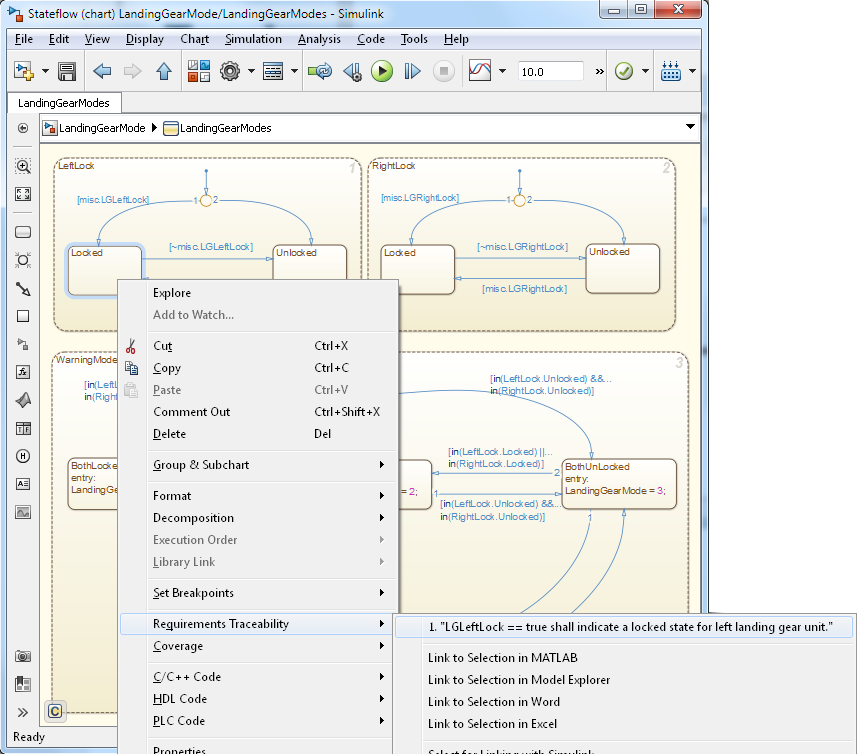 Stateflow (chart) LandingGearMode/LandingGearModes - Simulink
File Edit View Display Chart Simulation Analysis Code Tools Help
10.0 »
LandingGearModes
LandingGearMode LandingGearModes
LeftLock 1
[misc.LGLeftLock] 1 2
Locked
[~misc.LGLeftLock]
Unlocked
RightLock 2
[misc.LGRightLock] 1 2
Locked
[~misc.LGRightLock]
Unlocked
[misc.LGRightLock]
WarningMode
3
[in(Left
in(Righ
BothLocke
entry:
LandingGe
= 2;
[in(LeftLock.Unlocked) &&...
in(RightLock.Unlocked)]
[in(LeftLock.Locked) ||...
in(RightLock.Locked)]
2
1
[in(LeftLock.Unlocked) &&...
in(RightLock.Unlocked)]
BothUnLocked
entry:
LandingGearMode = 3;
1
Explore
Add to Watch...
Cut Ctrl+X
Copy Ctrl+C
Paste Ctrl+V
Comment Out Ctrl+Shift+X
Delete Del
Group & Subchart
Format
Decomposition
Execution Order
Library Link
Set Breakpoints
Requirements Traceability
Coverage
C/C++ Code
HDL Code
PLC Code
Properties
1. "LGLeftLock == true shall indicate a locked state for left landing gear unit."
Link to Selection in MATLAB
Link to Selection in Model Explorer
Link to Selection in Word
Link to Selection in Excel
Select for Linking with Simulink
fx
H
AΞ
»
C
Ready